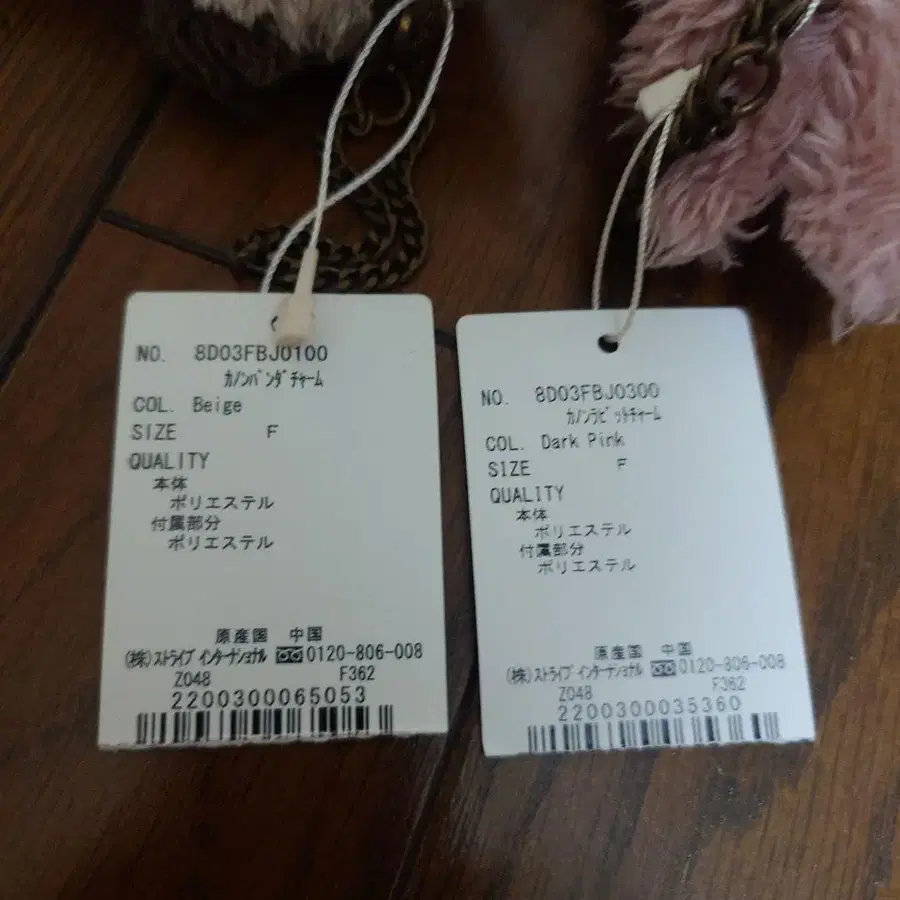 NO. 8D03FBJ0100
ｶﾉﾝﾊﾟﾝﾀﾞﾁｬｰﾑ
COL. Beige
SIZE F
QUALITY
本体
ポリエステル
付属部分
ポリエステル
原産国 中国
(株)ストライプ インターナショナル 0120-806-008
Z048 F362
2200300065053
NO. 8D03FBJ0300
ｶﾉﾝﾗﾋﾞｯﾄﾁｬｰﾑ
COL. Dark Pink
SIZE F
QUALITY
本体
ポリエステル
付属部分
ポリエステル
原産国 中国
(株)ストライプ インターナショナル 0120-806-008
Z048 F362
2200300035360